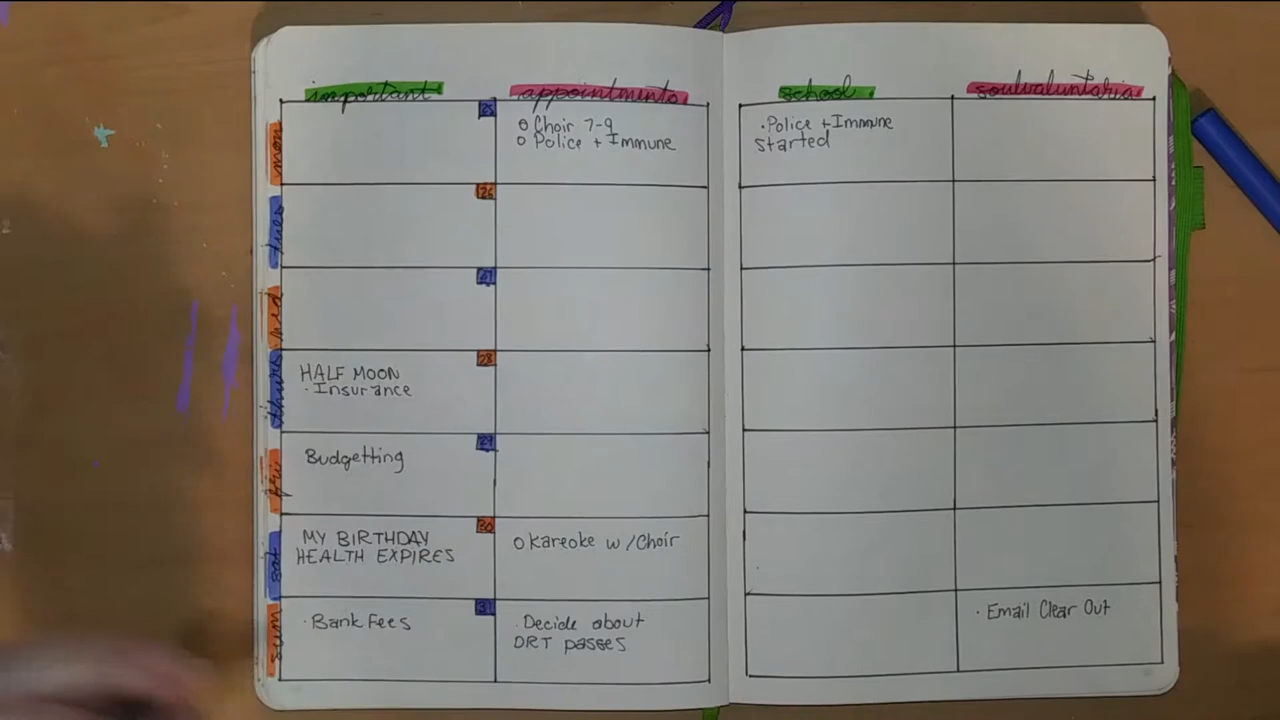 important appointments school soulvaluntaria
mon 25
o Choir 7-9
o Police + Immune
· Police + Immune
started
tues 26
wed 27
thurs 28
HALF MOON
· Insurance
fri 29
Budgetting
sat 30
MY BIRTHDAY
HEALTH EXPIRES
o Kareoke w/Choir
sun 31
· Bank Fees
· Decide about
DRT passes
· Email Clear Out